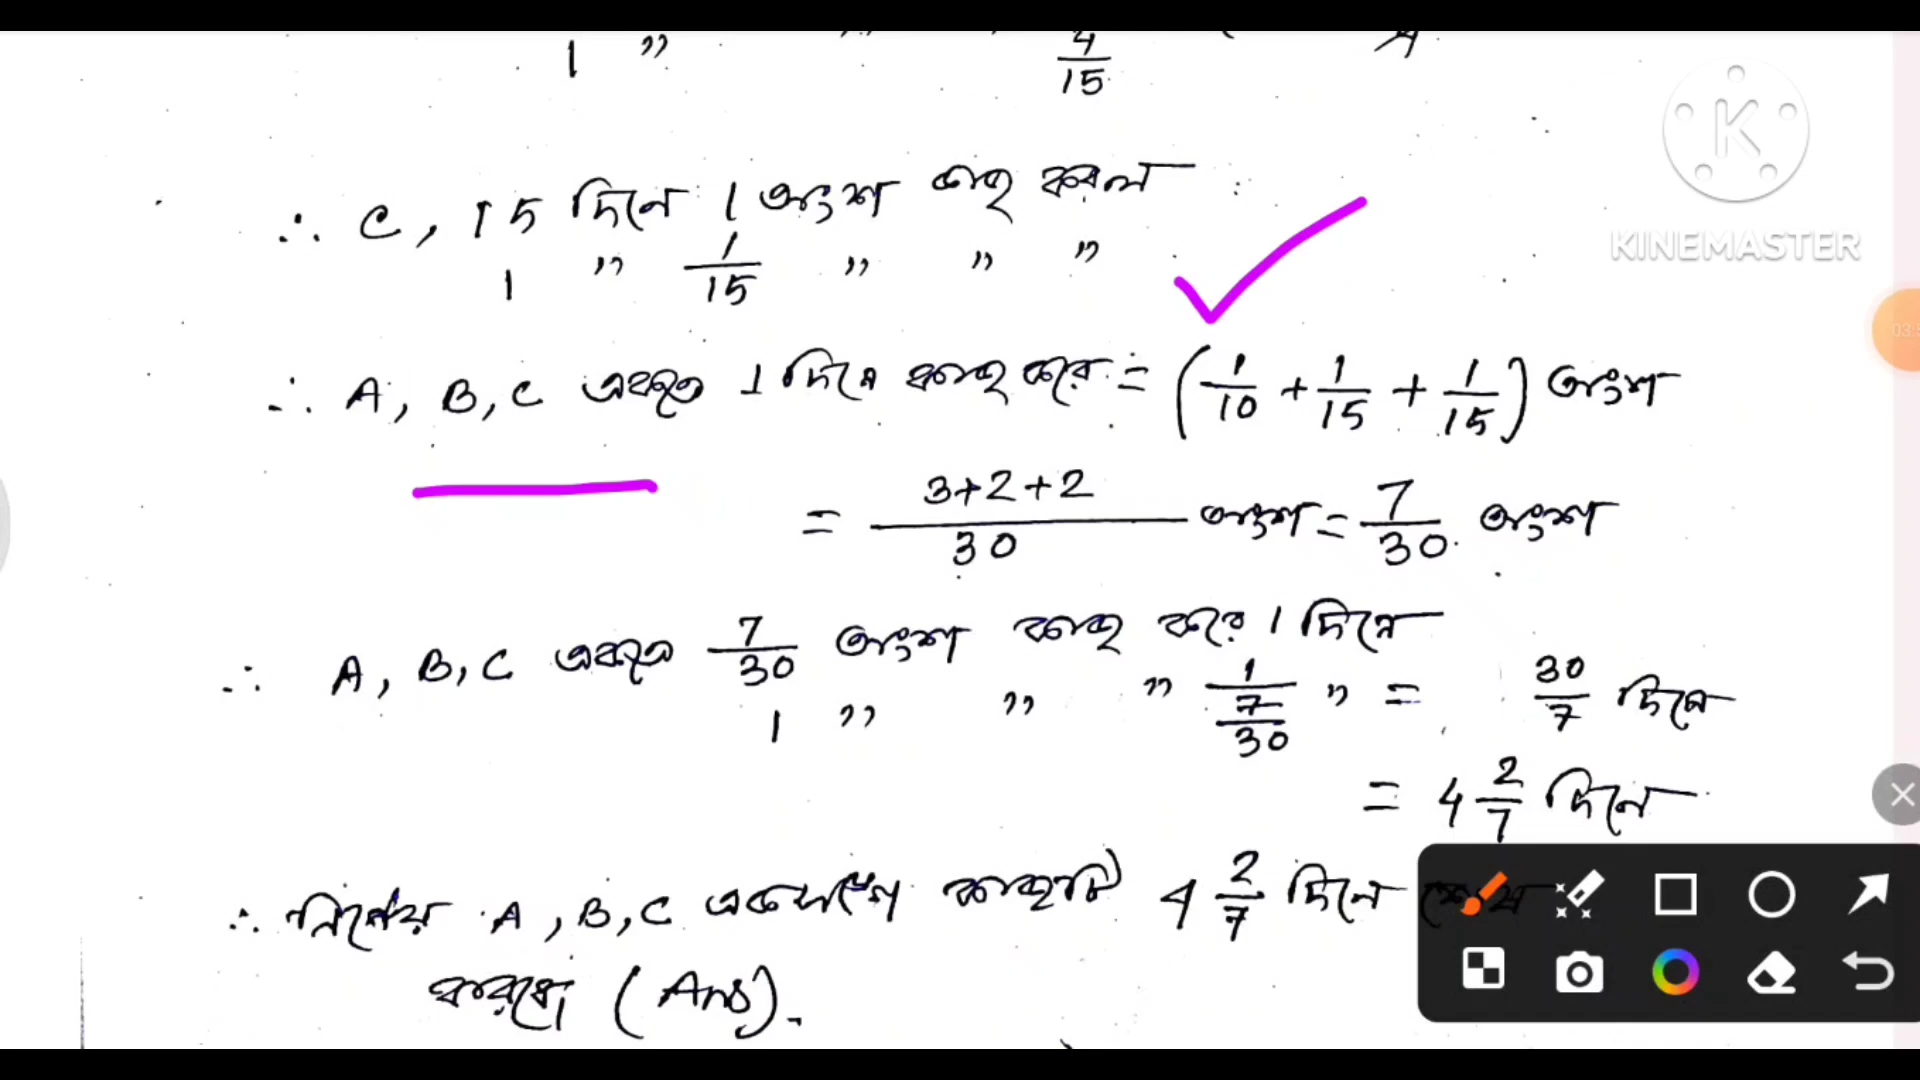 1 ” ” 4/15
∴ C, 15 দিনে 1 অংশ কাজ করলে
1 ” 1/15 ” ” ”
KINEMASTER
∴ A, B, C একত্রে 1 দিনে কাজ করে = (1/10 + 1/15 + 1/15) অংশ
= 3+2+2/30 অংশ = 7/30 অংশ
∴ A, B, C একত্রে 7/30 অংশ কাজ করে 1 দিনে
1 ” ” ” 1/7/30 ” = 30/7 দিনে
= 4 2/7 দিনে
∴ নির্ণেয় A, B, C একযোগে কাজটি 4 2/7 দিনে
করবে (Ans).